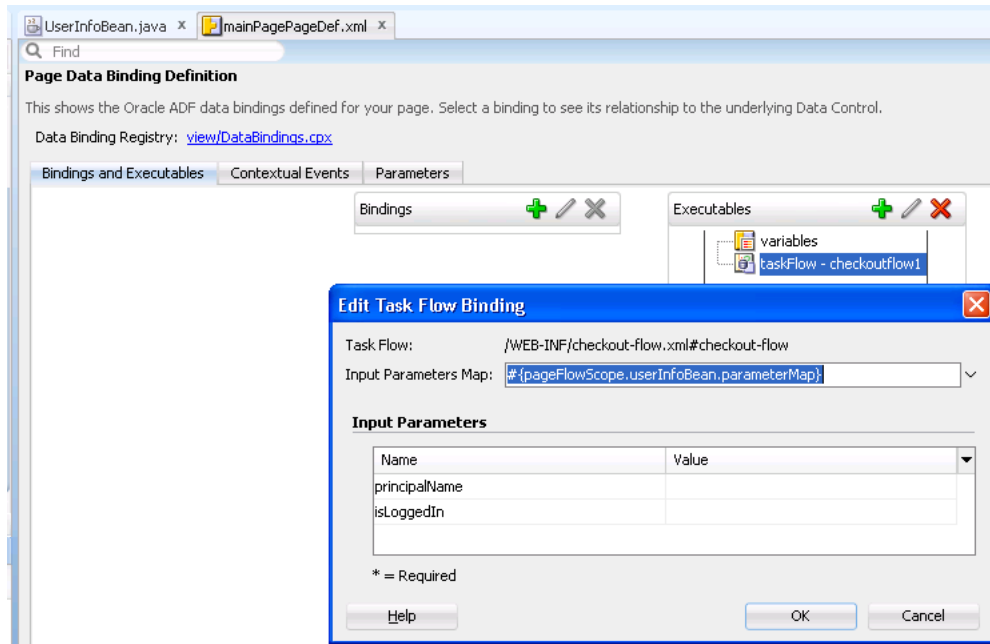 UserInfoBean.java x mainPagePageDef.xml x
Find
Page Data Binding Definition
This shows the Oracle ADF data bindings defined for your page. Select a binding to see its relationship to the underlying Data Control.
Data Binding Registry: view/DataBindings.cpx
Bindings and Executables Contextual Events Parameters
Bindings Executables
variables
taskFlow - checkoutflow1
Edit Task Flow Binding
Task Flow: /WEB-INF/checkout-flow.xml#checkout-flow
Input Parameters Map: #{pageFlowScope.userInfoBean.parameterMap}
Input Parameters
Name Value
principalName
isLoggedIn
* = Required
Help OK Cancel